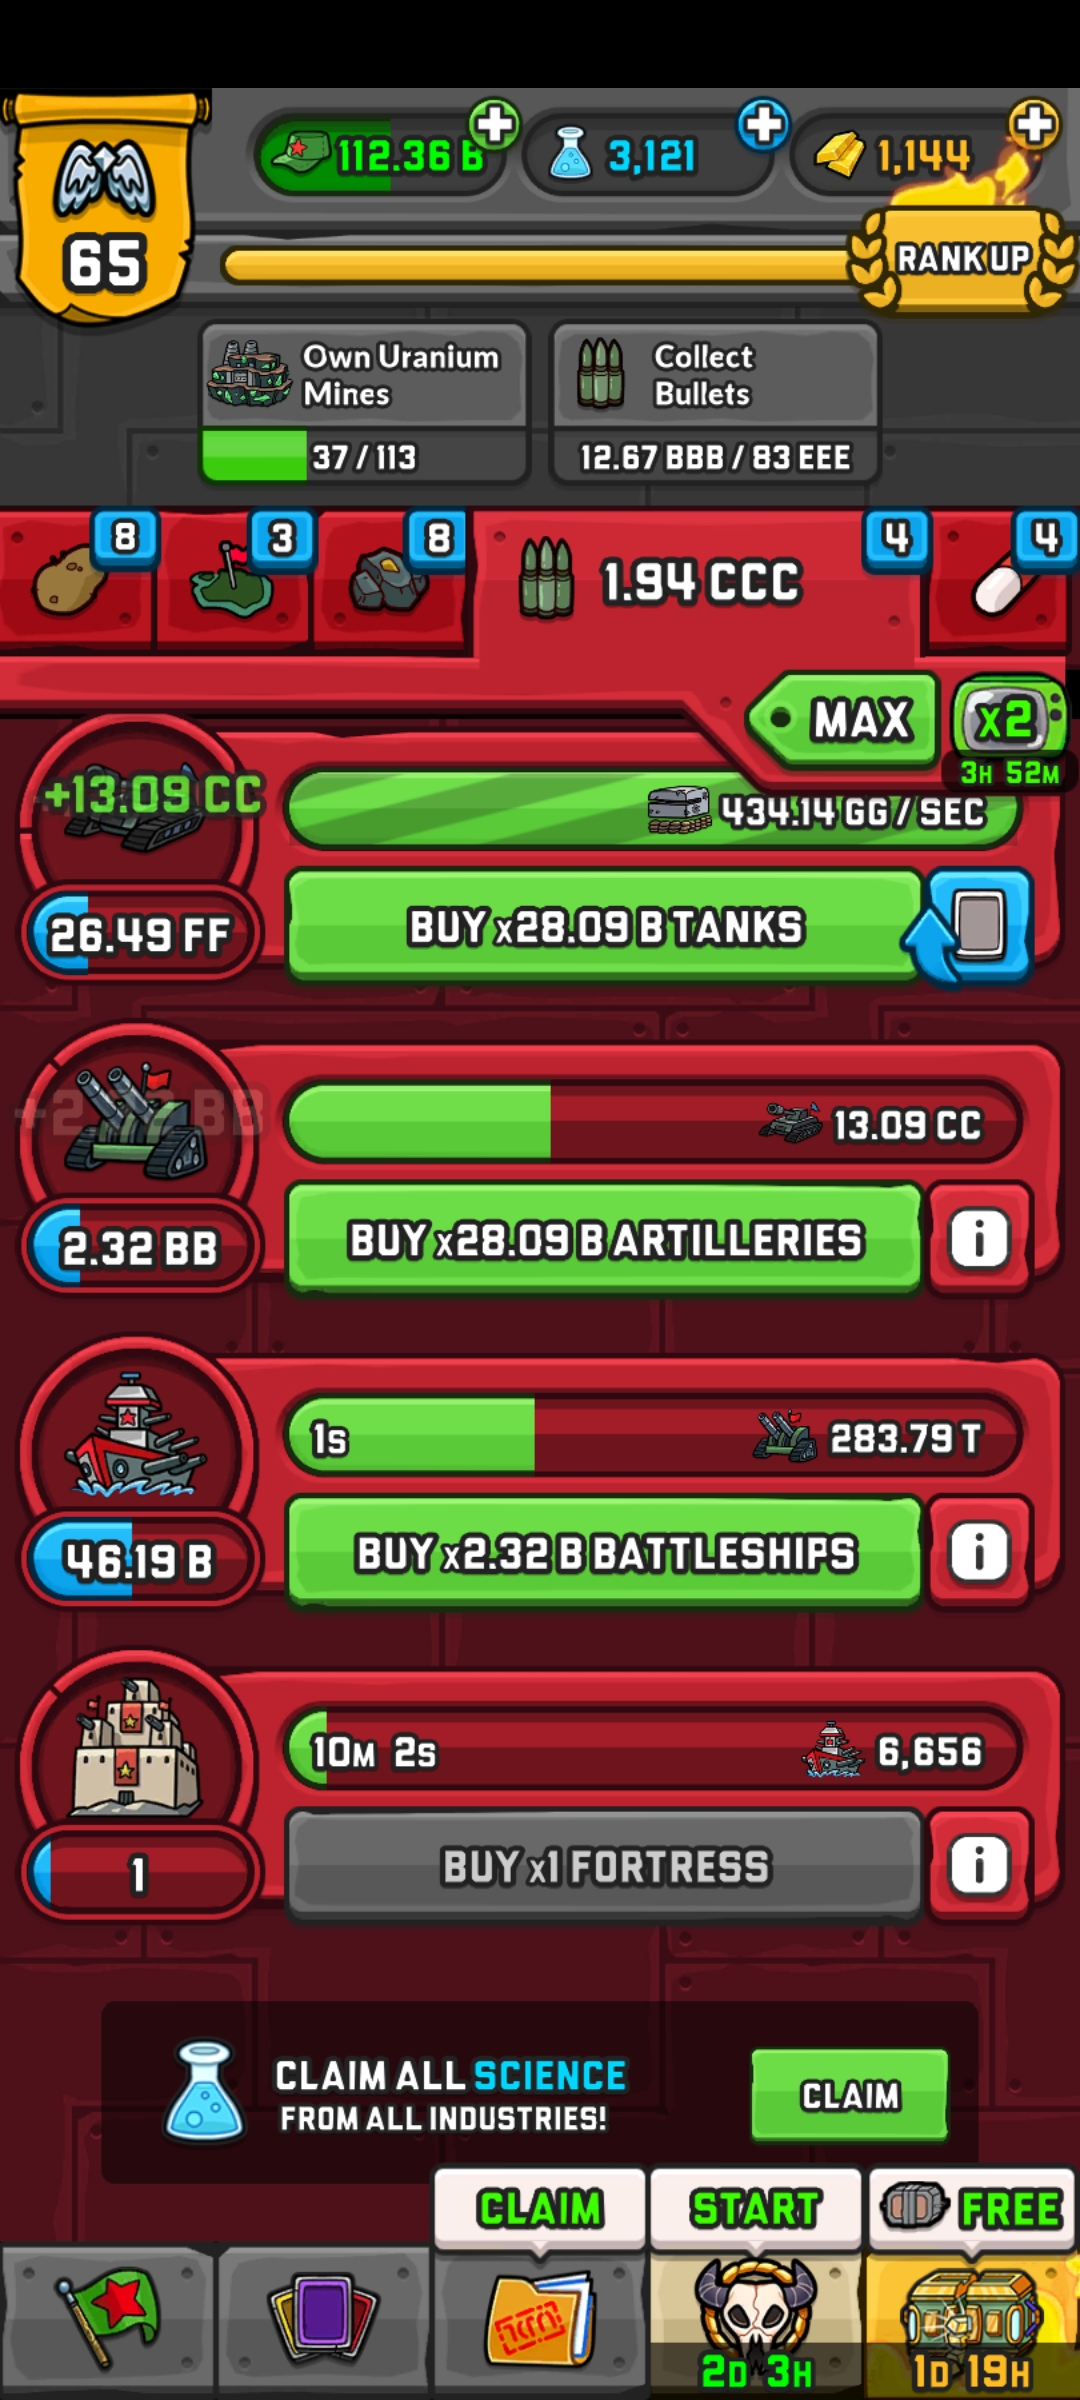 112.36 B
3,121
1,144
65
RANK UP
Own Uranium
Mines
37 / 113
Collect
Bullets
12.67 BBB / 83 EEE
8
3
8
1.94 CCC
4
4
MAX
x2
3H 52M
+13.09 CC
434.14 GG / SEC
26.49 FF
BUY x28.09 B TANKS
13.09 CC
2.32 BB
BUY x28.09 B ARTILLERIES
1s
283.79 T
46.19 B
BUY x2.32 B BATTLESHIPS
10M 2s
6,656
1
BUY x1 FORTRESS
CLAIM ALL SCIENCE
FROM ALL INDUSTRIES!
CLAIM
CLAIM
START
FREE
2D 3H
1D 19H